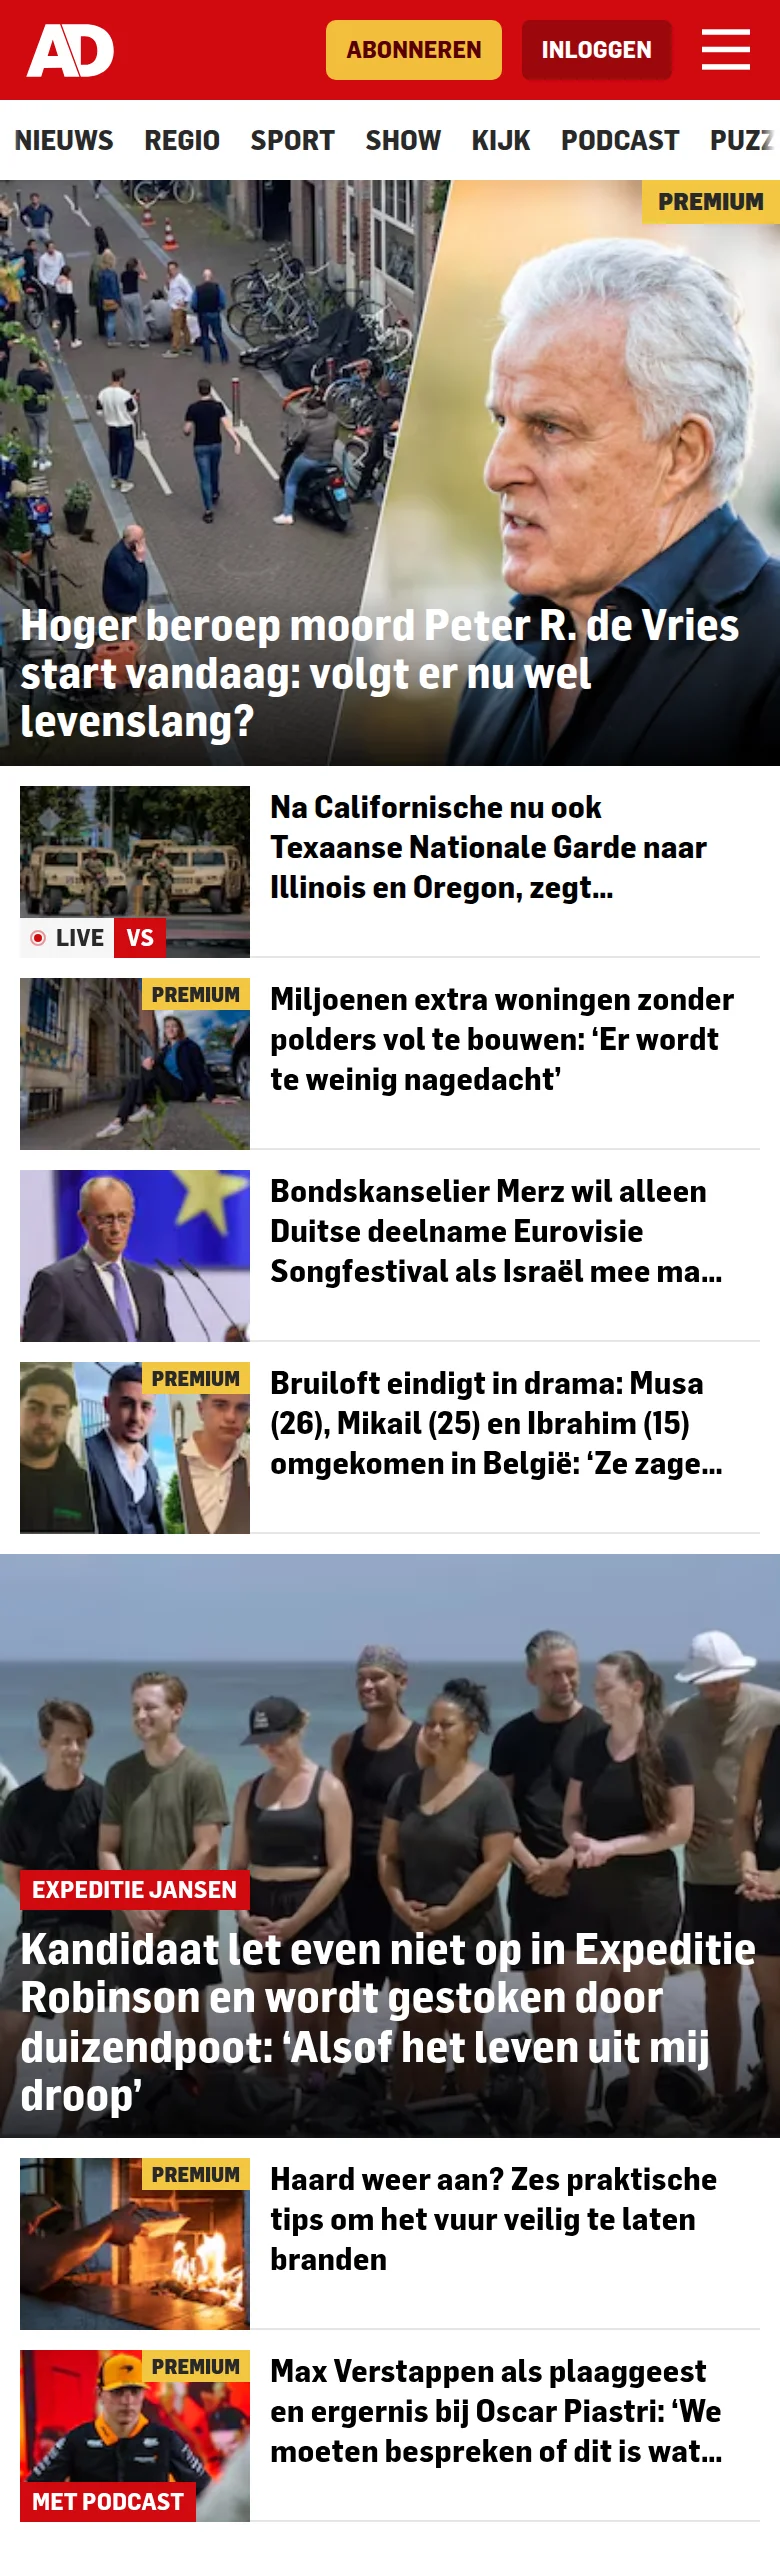 AD
ABONNEREN
INLOGGEN
NIEUWS REGIO SPORT SHOW KIJK PODCAST PUZZ
PREMIUM
Hoger beroep moord Peter R. de Vries
start vandaag: volgt er nu wel
levenslang?
Na Californische nu ook
Texaanse Nationale Garde naar
Illinois en Oregon, zegt...
LIVE VS
PREMIUM
Miljoenen extra woningen zonder
polders vol te bouwen: ‘Er wordt
te weinig nagedacht’
Bondskanselier Merz wil alleen
Duitse deelname Eurovisie
Songfestival als Israël mee ma...
PREMIUM
Bruiloft eindigt in drama: Musa
(26), Mikail (25) en Ibrahim (15)
omgekomen in België: ‘Ze zage...
EXPEDITIE JANSEN
Kandidaat let even niet op in Expeditie
Robinson en wordt gestoken door
duizendpoot: ‘Alsof het leven uit mij
droop’
PREMIUM
Haard weer aan? Zes praktische
tips om het vuur veilig te laten
branden
PREMIUM
Max Verstappen als plaaggeest
en ergernis bij Oscar Piastri: ‘We
moeten bespreken of dit is wat...
MET PODCAST